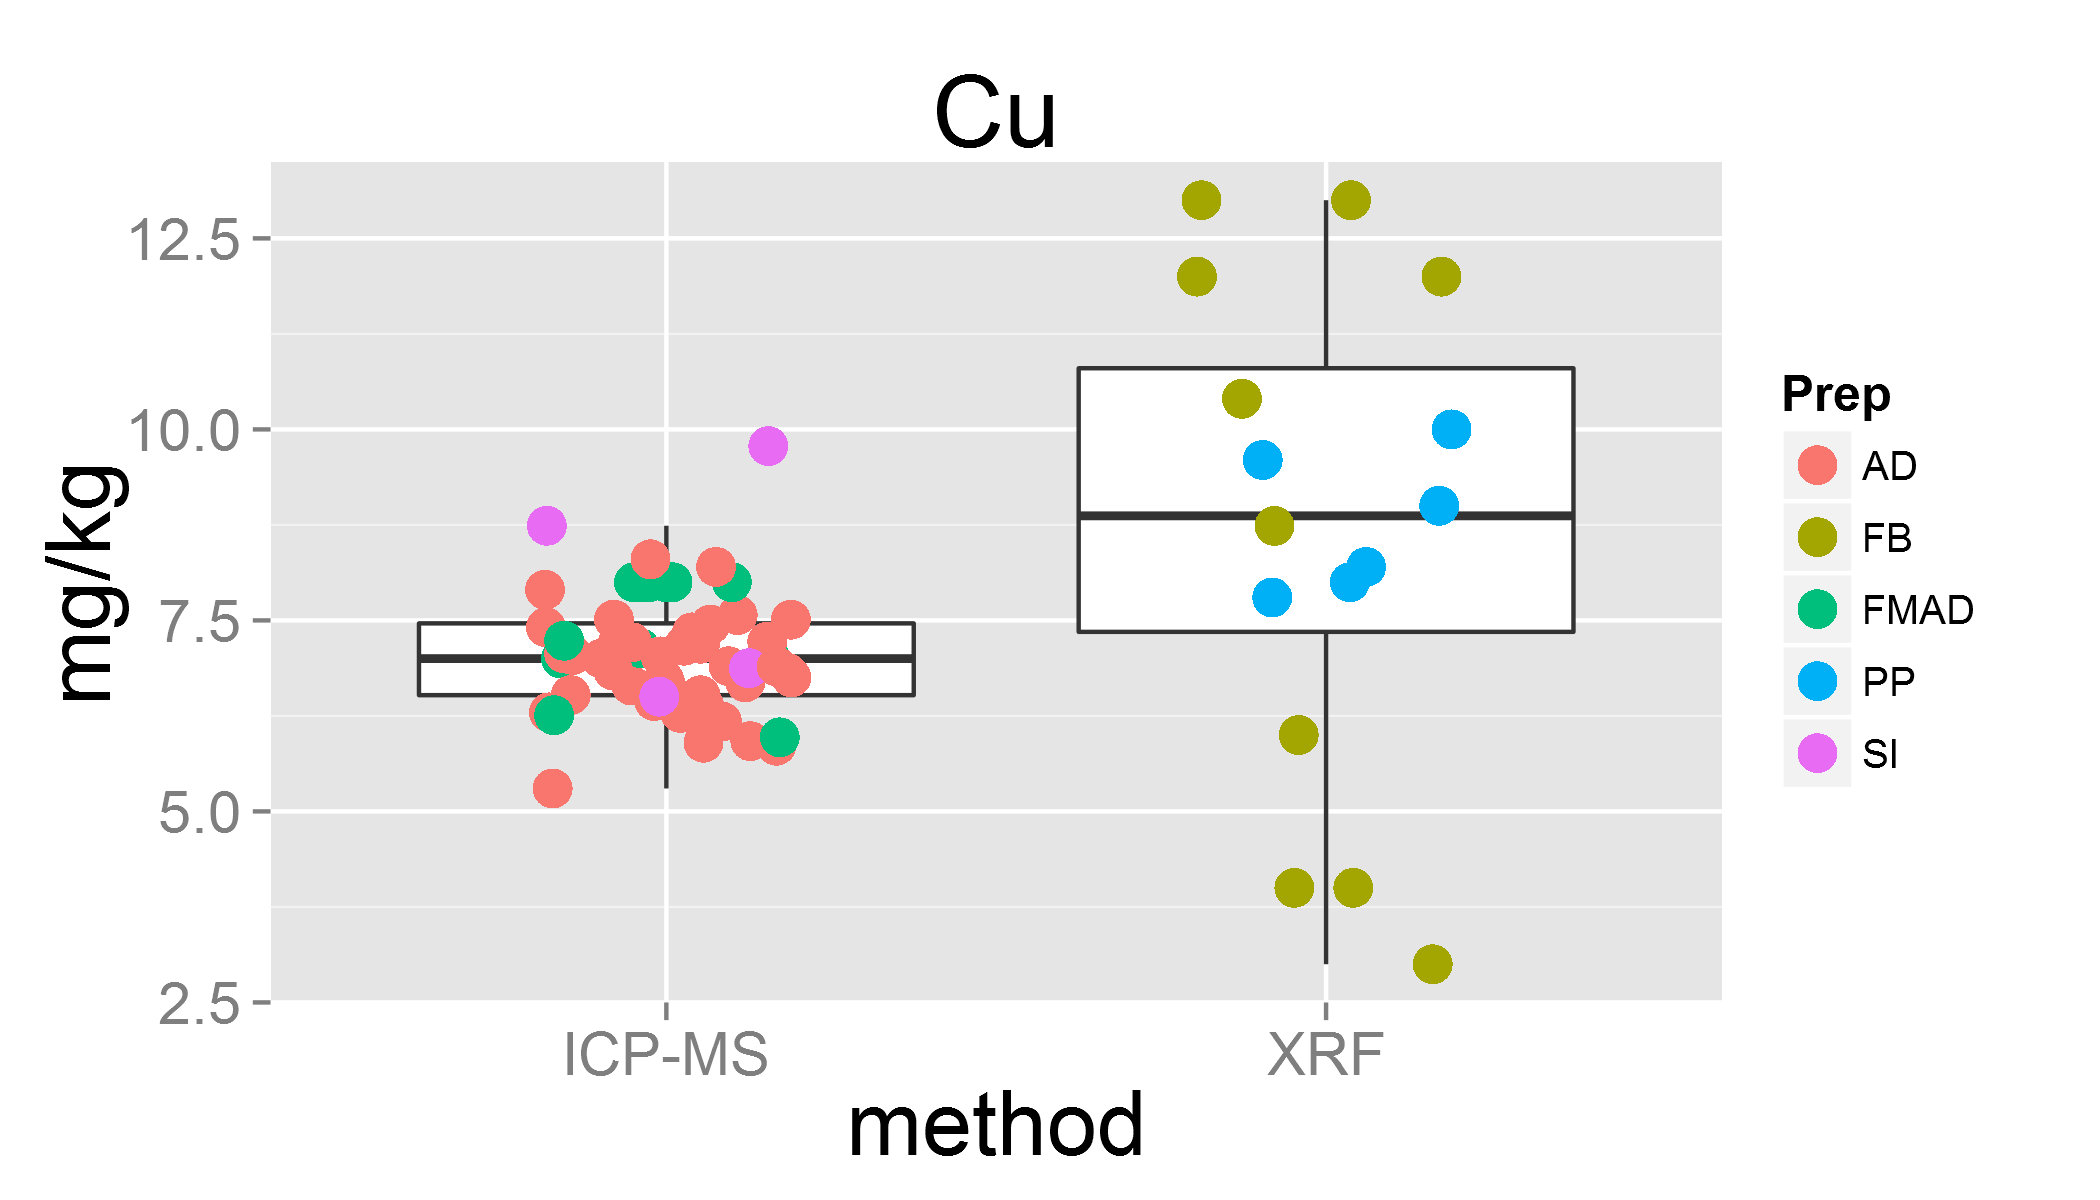 Cu
mg/kg
12.5
10.0
7.5
5.0
2.5
ICP-MS
XRF
method
Prep
AD
FB
FMAD
PP
SI